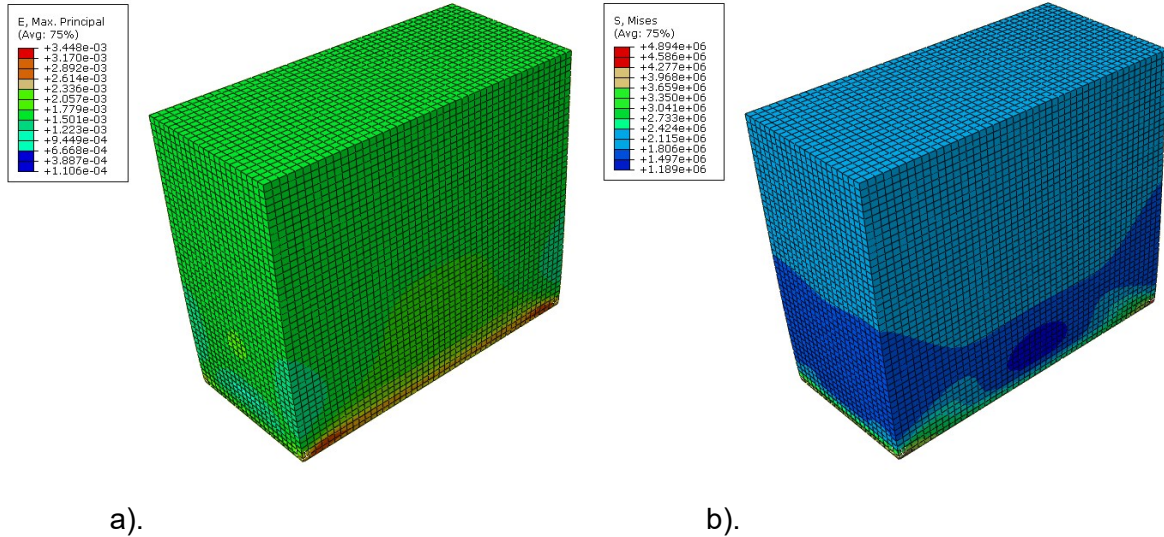 E, Max. Principal
(Avg: 75%)
+3.448e-03
+3.170e-03
+2.892e-03
+2.614e-03
+2.336e-03
+2.057e-03
+1.779e-03
+1.501e-03
+1.223e-03
+9.449e-04
+6.668e-04
+3.887e-04
+1.106e-04
S, Mises
(Avg: 75%)
+4.894e+06
+4.586e+06
+4.277e+06
+3.968e+06
+3.659e+06
+3.350e+06
+3.041e+06
+2.733e+06
+2.424e+06
+2.115e+06
+1.806e+06
+1.497e+06
+1.189e+06
a).
b).